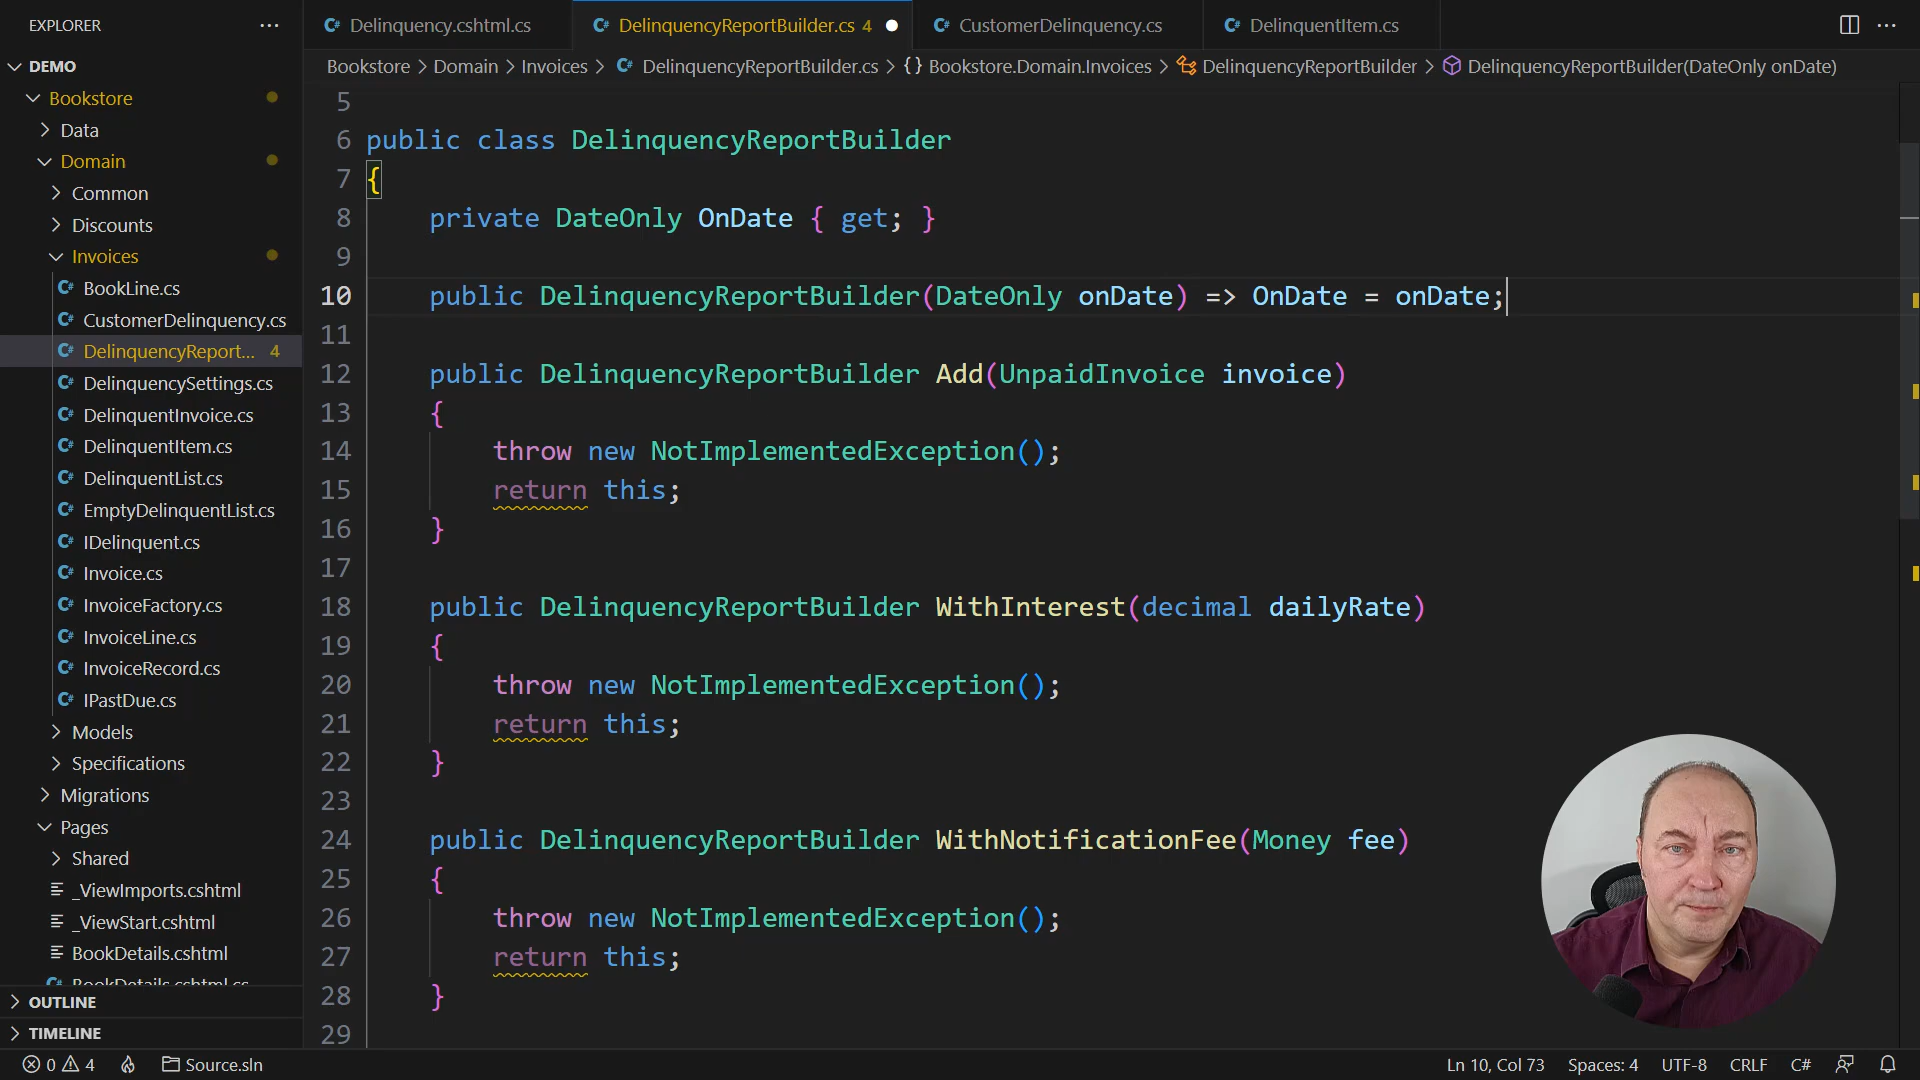 EXPLORER
DEMO
Bookstore
Data
Domain
Common
Discounts
Invoices
BookLine.cs
CustomerDelinquency.cs
DelinquencyReport... 4
DelinquencySettings.cs
DelinquentInvoice.cs
DelinquentItem.cs
DelinquentList.cs
EmptyDelinquentList.cs
IDelinquent.cs
Invoice.cs
InvoiceFactory.cs
InvoiceLine.cs
InvoiceRecord.cs
IPastDue.cs
Models
Specifications
Migrations
Pages
Shared
_ViewImports.cshtml
_ViewStart.cshtml
BookDetails.cshtml
BookDetails.cshtml.cs
OUTLINE
TIMELINE
Delinquency.cshtml.cs
DelinquencyReportBuilder.cs 4
CustomerDelinquency.cs
DelinquentItem.cs
Bookstore > Domain > Invoices > DelinquencyReportBuilder.cs > {} Bookstore.Domain.Invoices > DelinquencyReportBuilder > DelinquencyReportBuilder(DateOnly onDate)
5
6 public class DelinquencyReportBuilder
7 {
8 private DateOnly OnDate { get; }
9
10 public DelinquencyReportBuilder(DateOnly onDate) => OnDate = onDate;
11
12 public DelinquencyReportBuilder Add(UnpaidInvoice invoice)
13 {
14 throw new NotImplementedException();
15 return this;
16 }
17
18 public DelinquencyReportBuilder WithInterest(decimal dailyRate)
19 {
20 throw new NotImplementedException();
21 return this;
22 }
23
24 public DelinquencyReportBuilder WithNotificationFee(Money fee)
25 {
26 throw new NotImplementedException();
27 return this;
28 }
29
0 4 Source.sln
Ln 10, Col 73 Spaces: 4 UTF-8 CRLF C#